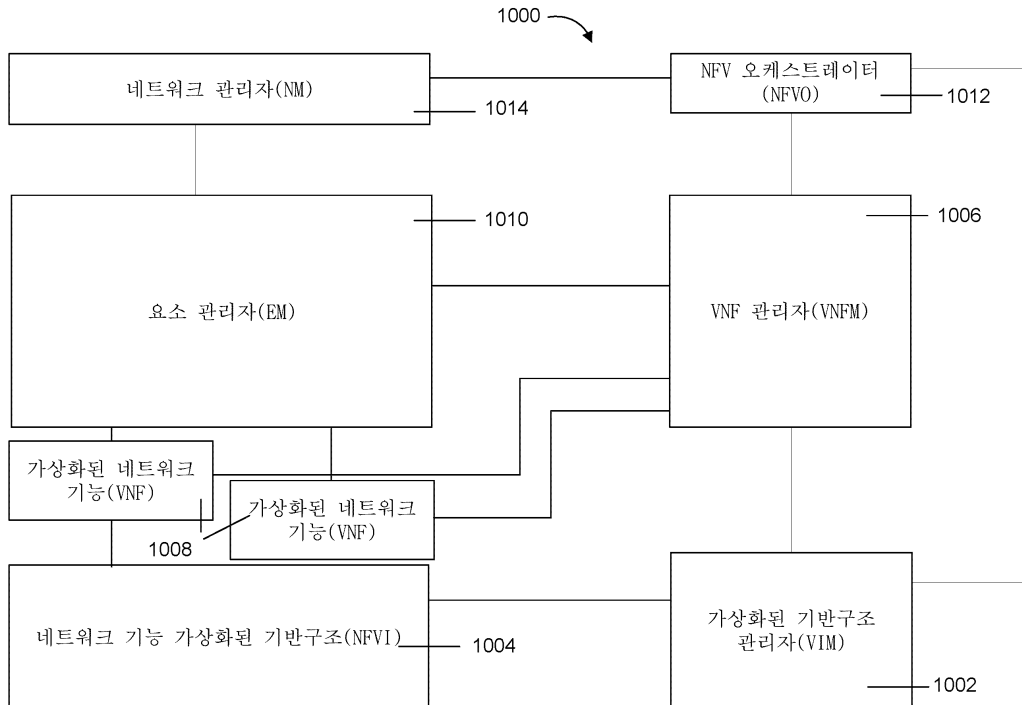 1000
네트워크 관리자(NM)
1014
NFV 오케스트레이터
(NFVO)
1012
1010
요소 관리자(EM)
1006
VNF 관리자(VNFM)
가상화된 네트워크
기능(VNF)
가상화된 네트워크
기능(VNF)
1008
네트워크 기능 가상화된 기반구조(NFVI)
1004
가상화된 기반구조
관리자(VIM)
1002